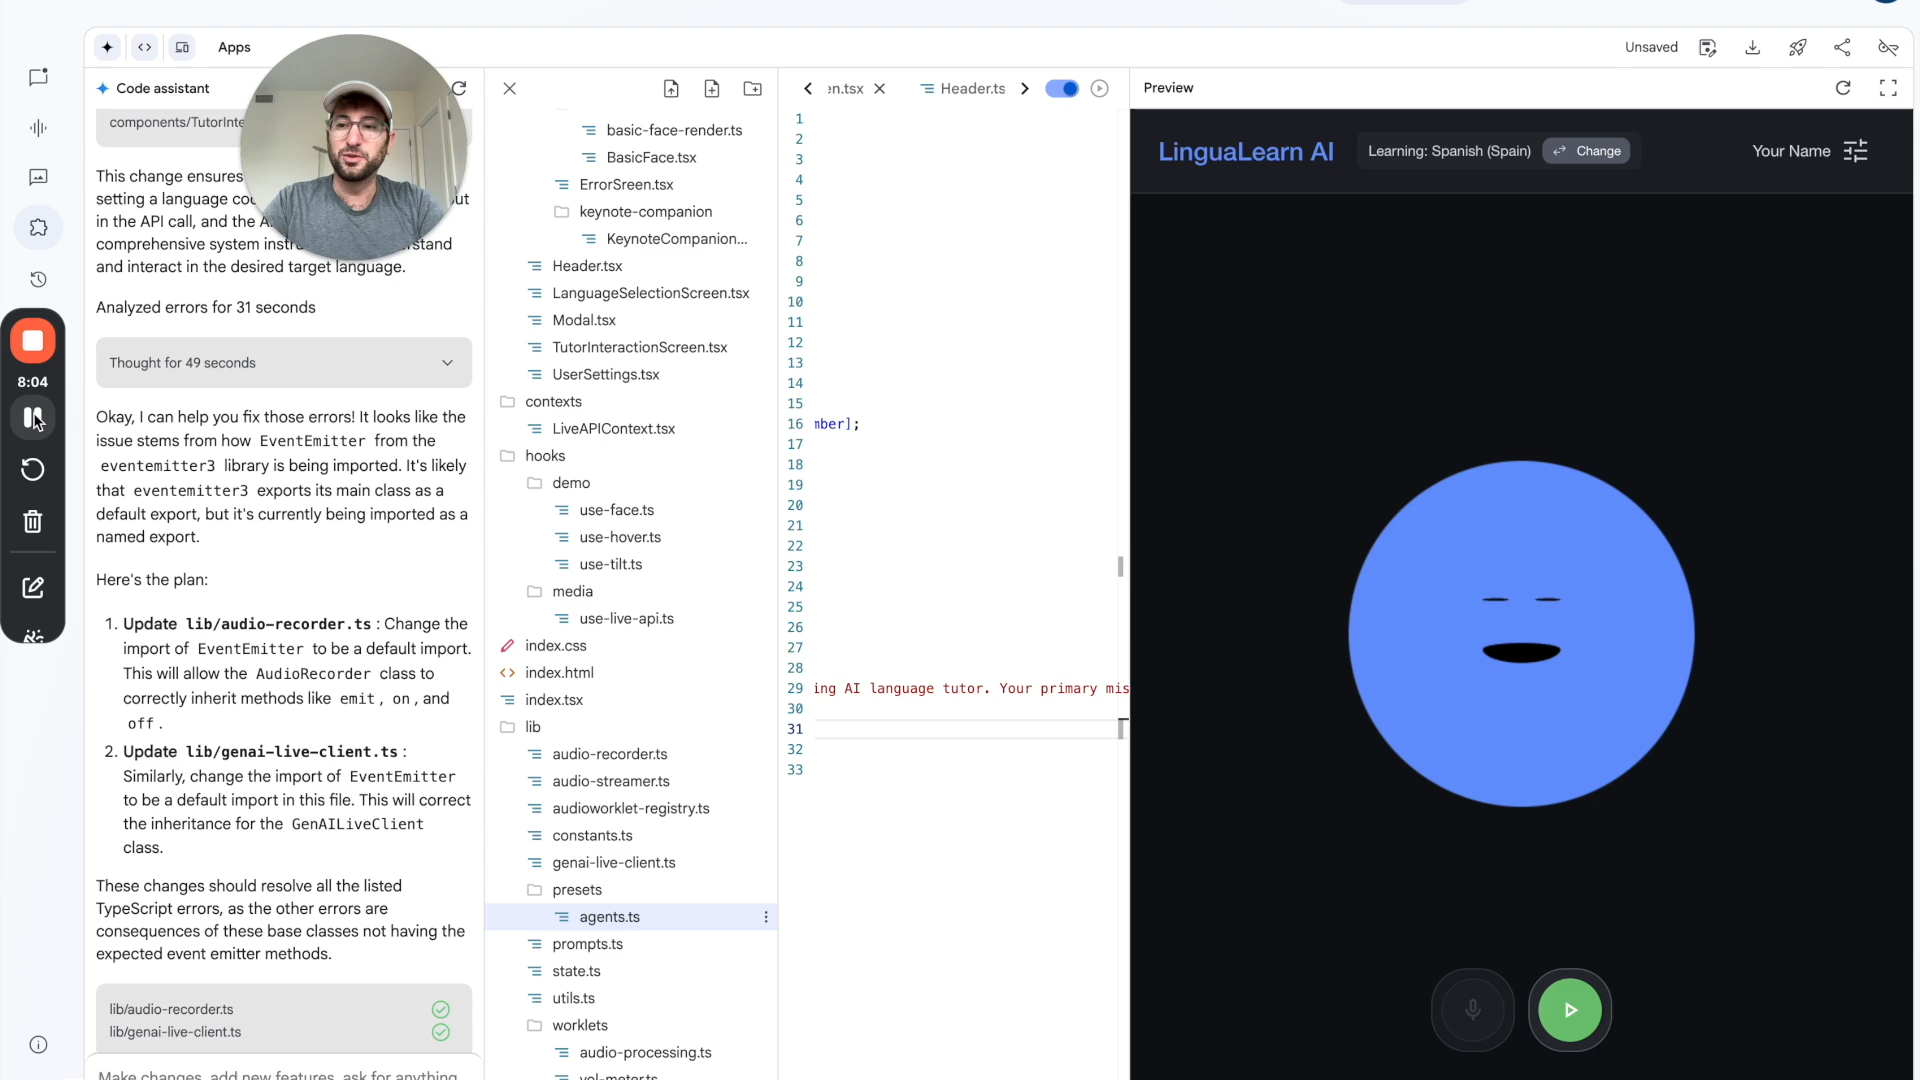 Apps
Unsaved
Code assistant
en.tsx
Header.ts
Preview
components/TutorInte
This change ensures
setting a language co
ut
in the API call, and the A
comprehensive system instr
rstand
and interact in the desired target language.
Analyzed errors for 31 seconds
Thought for 49 seconds
8:04
Okay, I can help you fix those errors! It looks like the
issue stems from how EventEmitter from the
eventemitter3 library is being imported. It's likely
that eventemitter3 exports its main class as a
default export, but it's currently being imported as a
named export.
Here's the plan:
1. Update lib/audio-recorder.ts : Change the
import of EventEmitter to be a default import.
This will allow the AudioRecorder class to
correctly inherit methods like emit, on, and
off.
2. Update lib/genai-live-client.ts :
Similarly, change the import of EventEmitter
to be a default import in this file. This will correct
the inheritance for the GenAILiveClient
class.
These changes should resolve all the listed
TypeScript errors, as the other errors are
consequences of these base classes not having the
expected event emitter methods.
lib/audio-recorder.ts
lib/genai-live-client.ts
Make changes, add new features, ask for anything
basic-face-render.ts
BasicFace.tsx
ErrorSreen.tsx
keynote-companion
KeynoteCompanion...
Header.tsx
LanguageSelectionScreen.tsx
Modal.tsx
TutorInteractionScreen.tsx
UserSettings.tsx
contexts
LiveAPIContext.tsx
hooks
demo
use-face.ts
use-hover.ts
use-tilt.ts
media
use-live-api.ts
index.css
index.html
index.tsx
lib
audio-recorder.ts
audio-streamer.ts
audioworklet-registry.ts
constants.ts
genai-live-client.ts
presets
agents.ts
prompts.ts
state.ts
utils.ts
worklets
audio-processing.ts
vol-meter.ts
1
2
3
4
5
6
7
8
9
10
11
12
13
14
15
16 mber];
17
18
19
20
21
22
23
24
25
26
27
28
29 ing AI language tutor. Your primary mis
30
31
32
33
LinguaLearn AI
Learning: Spanish (Spain)
Change
Your Name